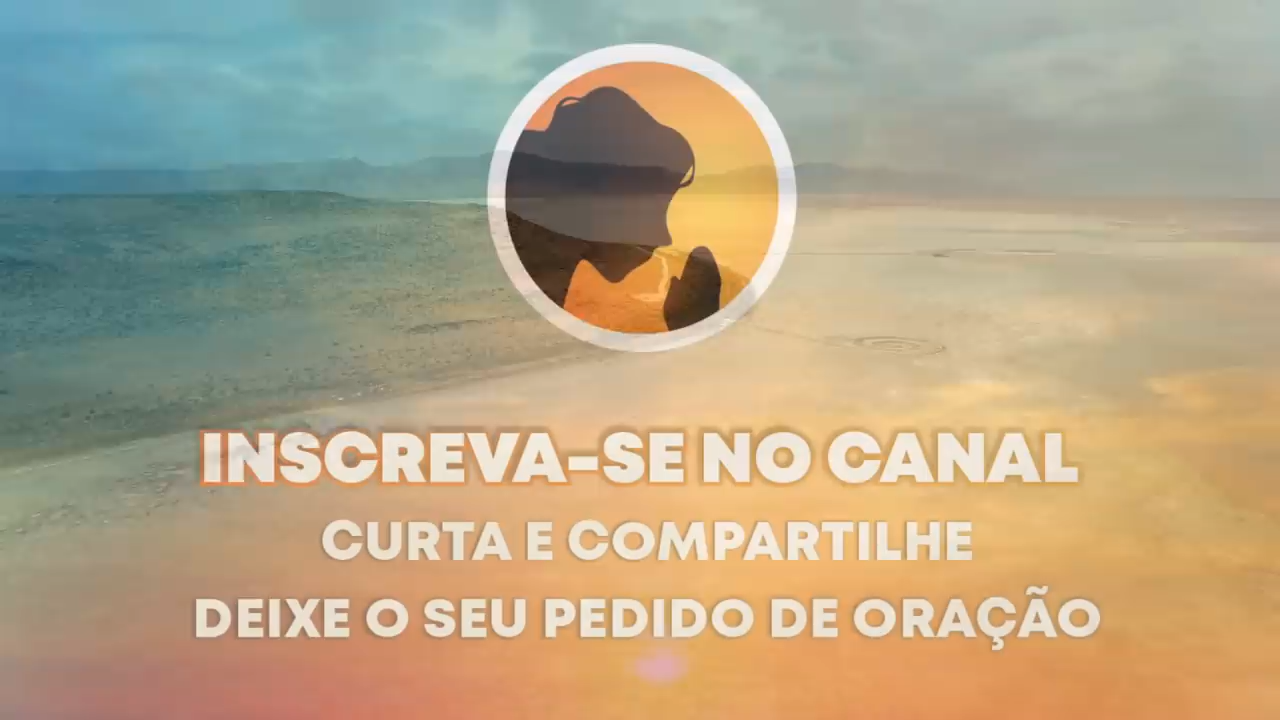 INSCREVA-SE NO CANAL
CURTA E COMPARTILHE
DEIXE O SEU PEDIDO DE ORAÇÃO